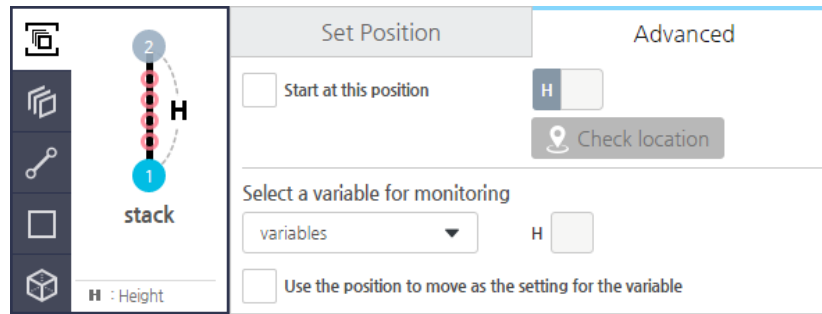 Set Position
Advanced
2
H
1
stack
H : Height
Start at this position
H
Check location
Select a variable for monitoring
variables
H
Use the position to move as the setting for the variable